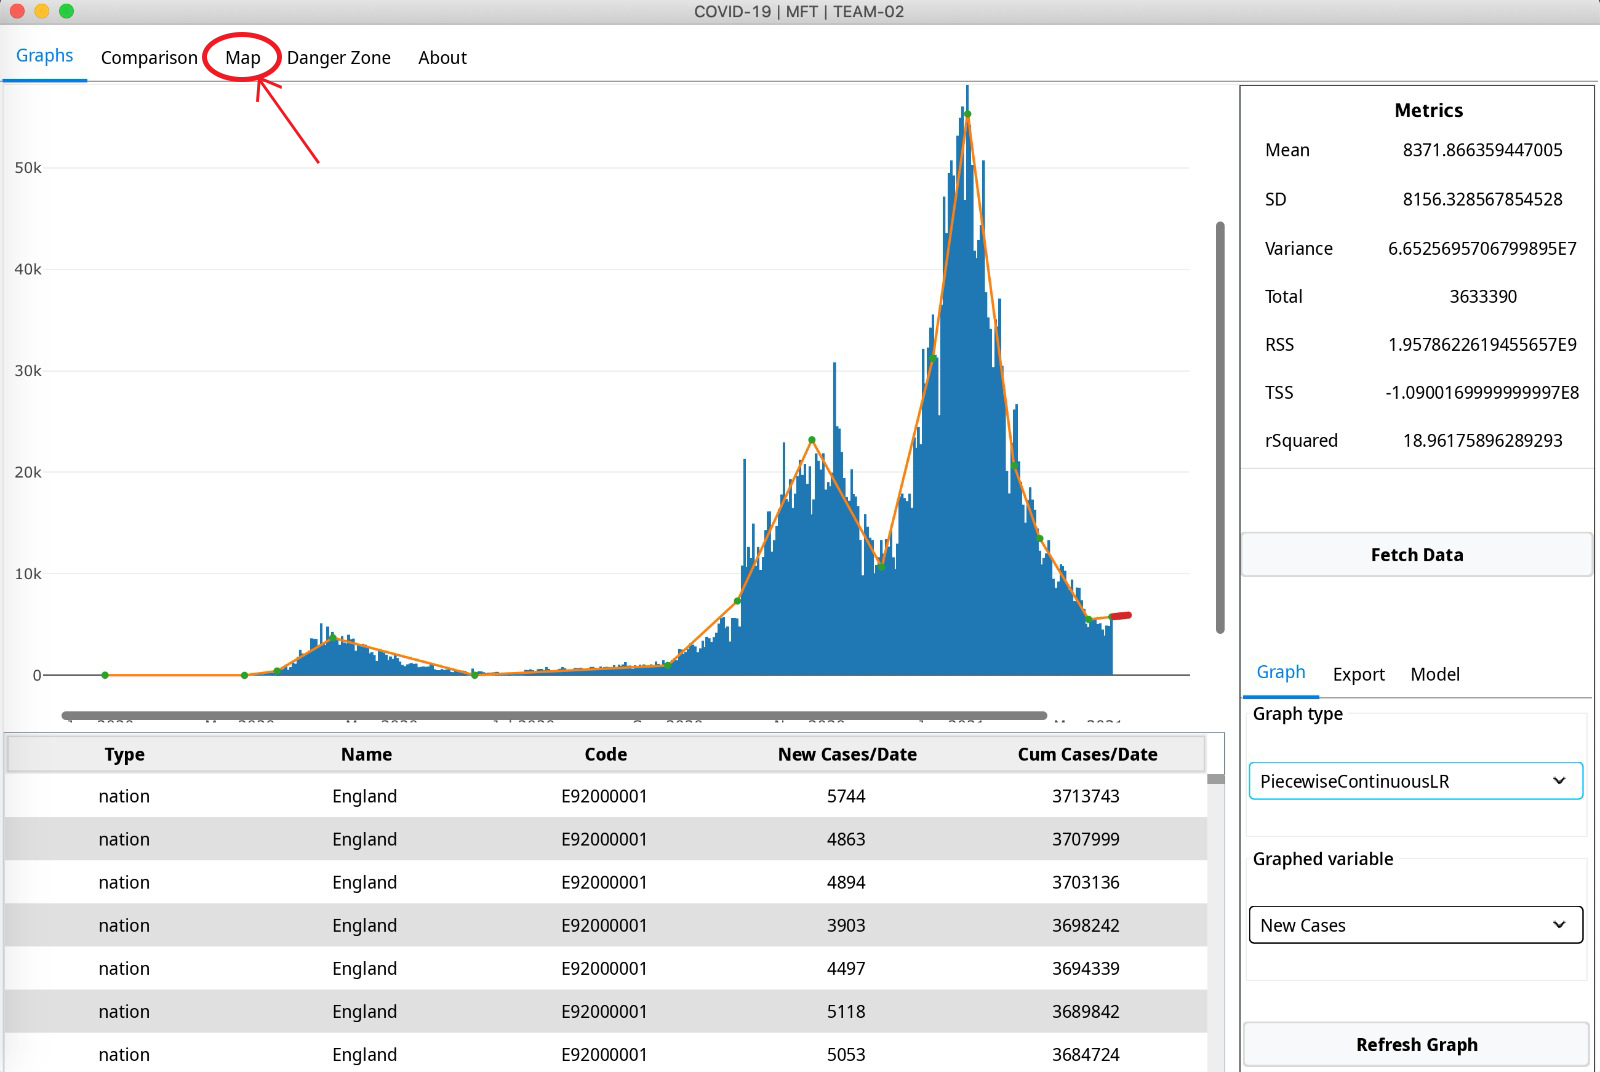 COVID-19 | MFT | TEAM-02
Graphs Comparison Map Danger Zone About
50k
40k
30k
20k
10k
0
Metrics
Mean 8371.866359447005
SD 8156.328567854528
Variance 6.6525695706799895E7
Total 3633390
RSS 1.9578622619455657E9
TSS -1.0900169999999997E8
rSquared 18.96175896289293
Fetch Data
Graph Export Model
Graph type
PiecewiseContinuousLR
Graphed variable
New Cases
Refresh Graph
Type Name Code New Cases/Date Cum Cases/Date
nation England E92000001 5744 3713743
nation England E92000001 4863 3707999
nation England E92000001 4894 3703136
nation England E92000001 3903 3698242
nation England E92000001 4497 3694339
nation England E92000001 5118 3689842
nation England E92000001 5053 3684724